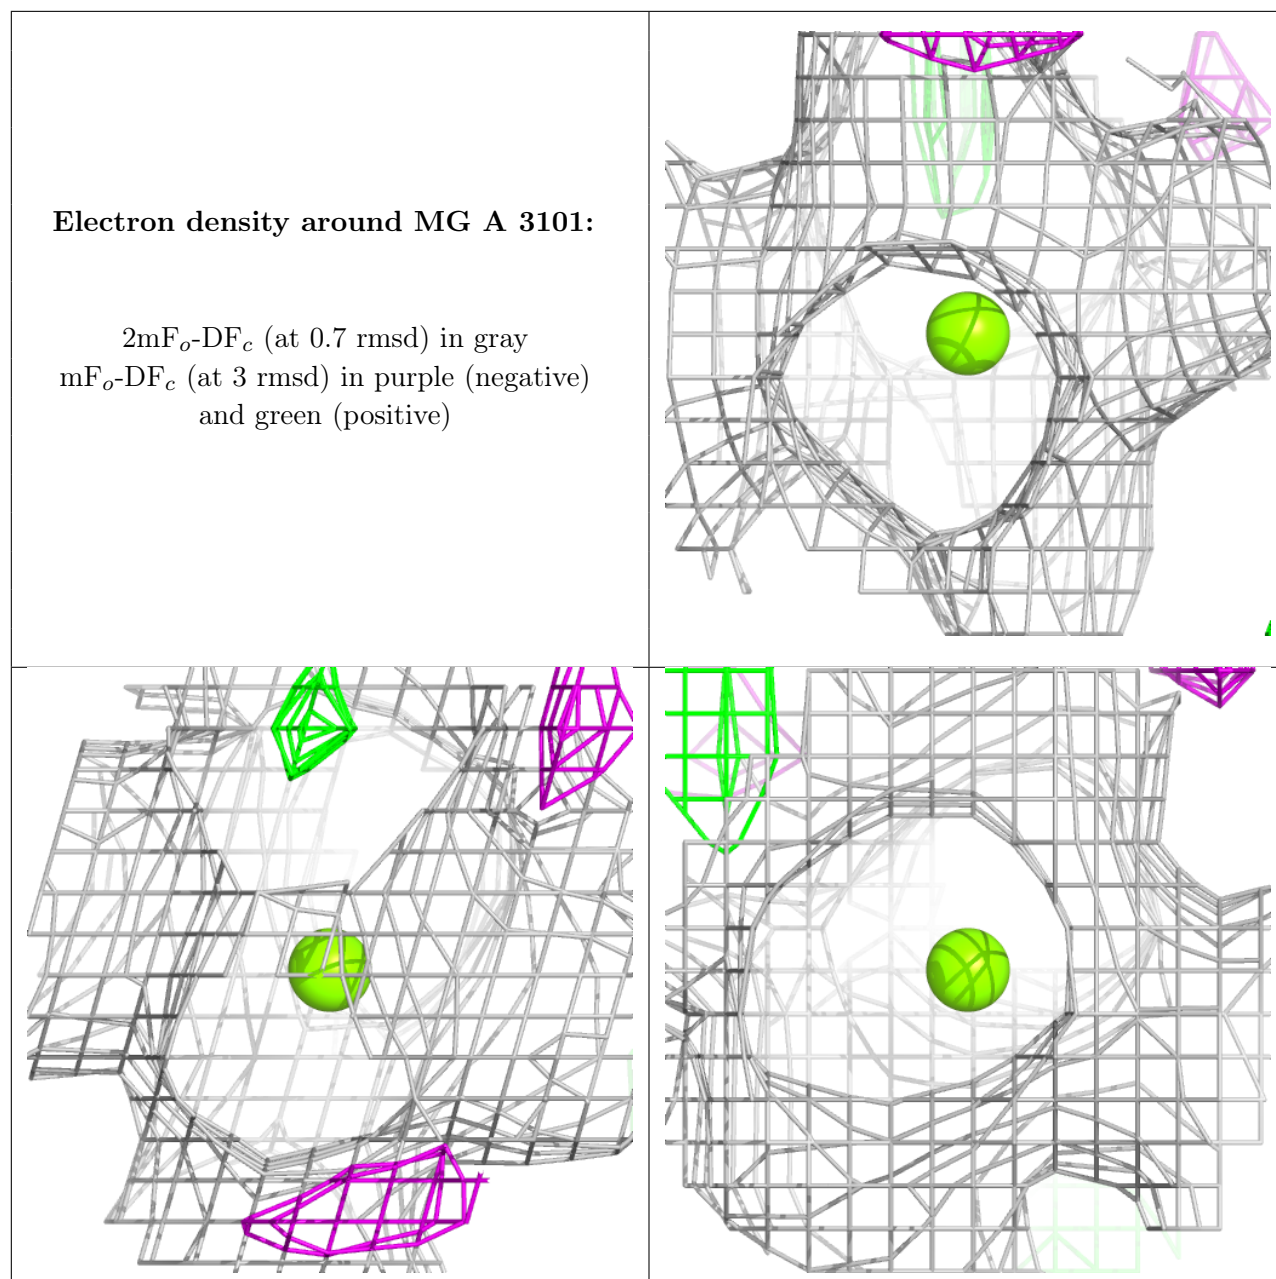 Electron density around MG A 3101:
2mFo-DFc (at 0.7 rmsd) in gray
mFo-DFc (at 3 rmsd) in purple (negative)
and green (positive)